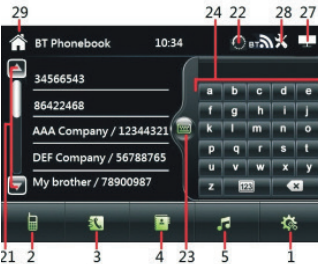 29 24 22 28 27
BT Phonebook 10:34 BT
34566543
86422468
AAA Company / 12344321
DEF Company / 56788765
My brother / 78900987
a b c d e
f g h i j
k l m n o
p q r s t
u v w x y
z 123
21 2 3 4 23 5 1